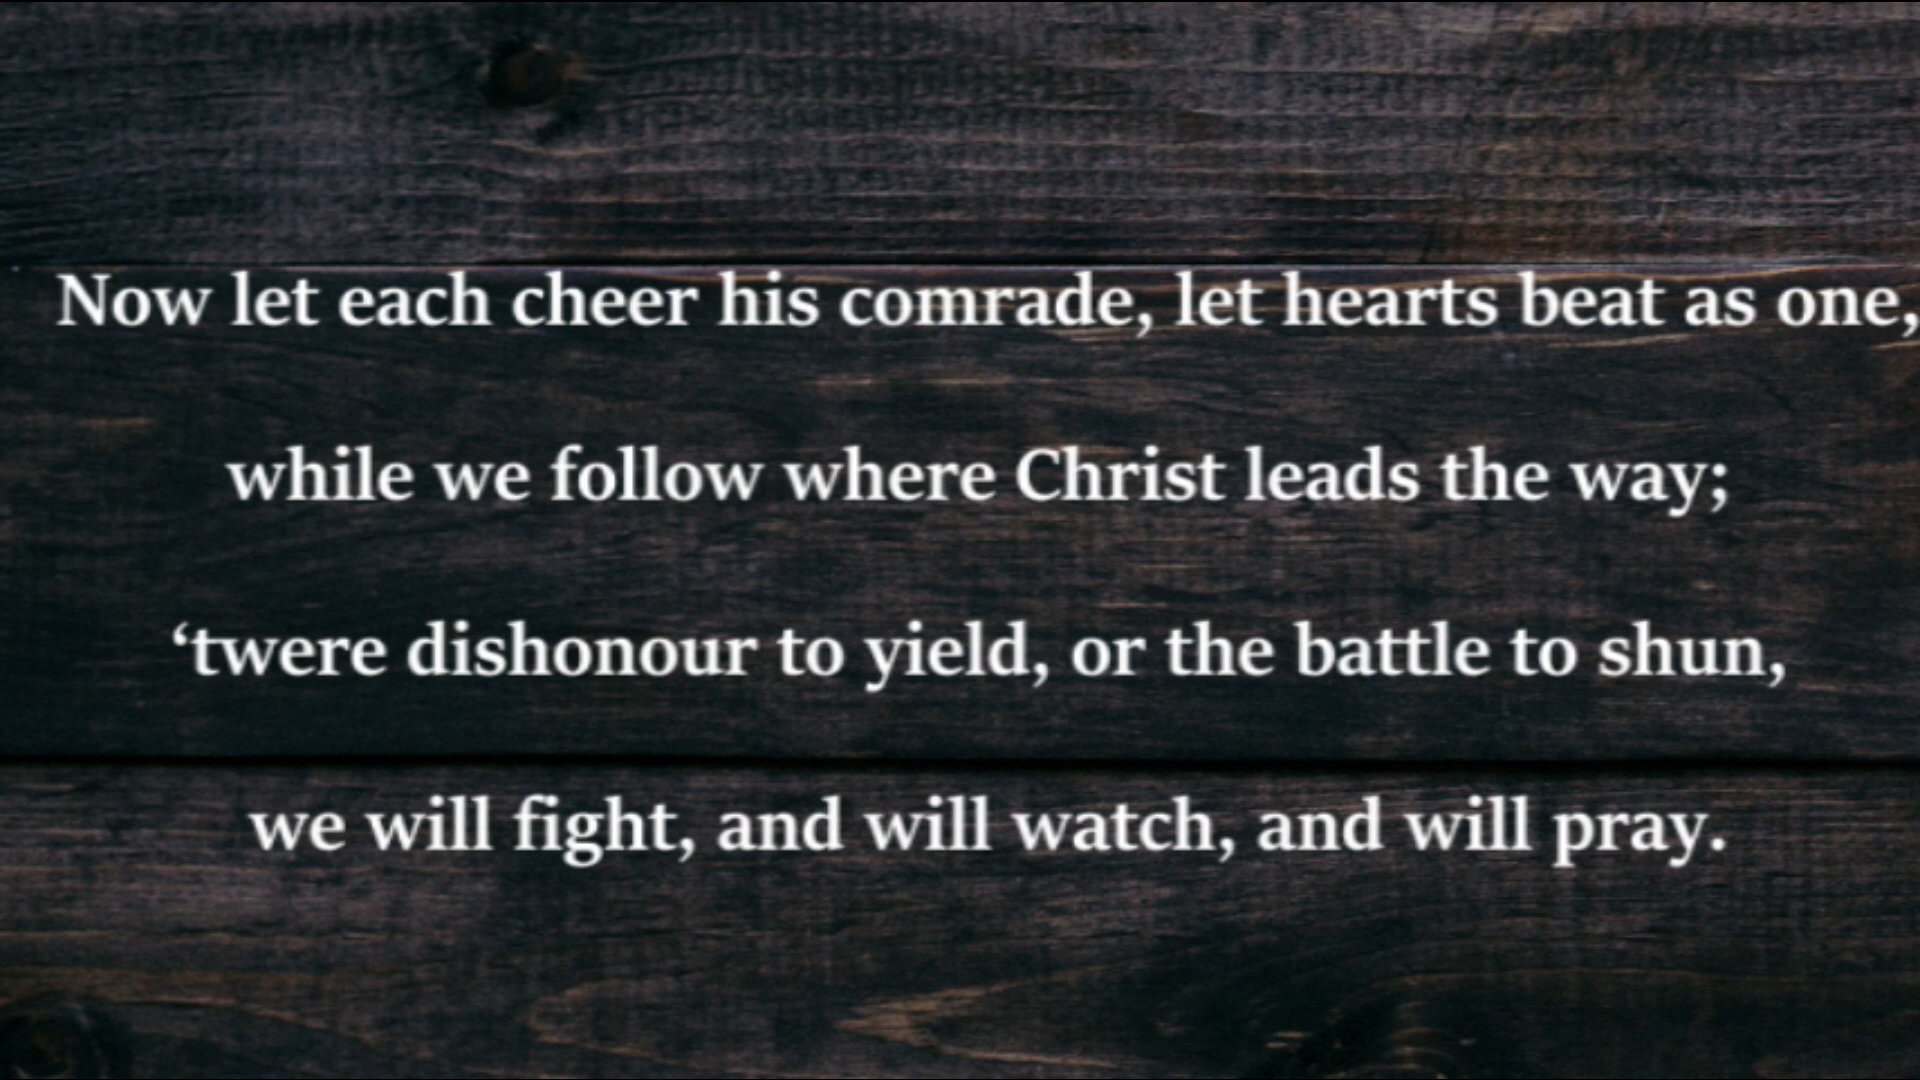 Now let each cheer his comrade, let hearts beat as one,
while we follow where Christ leads the way;
‘twere dishonour to yield, or the battle to shun,
we will fight, and will watch, and will pray.